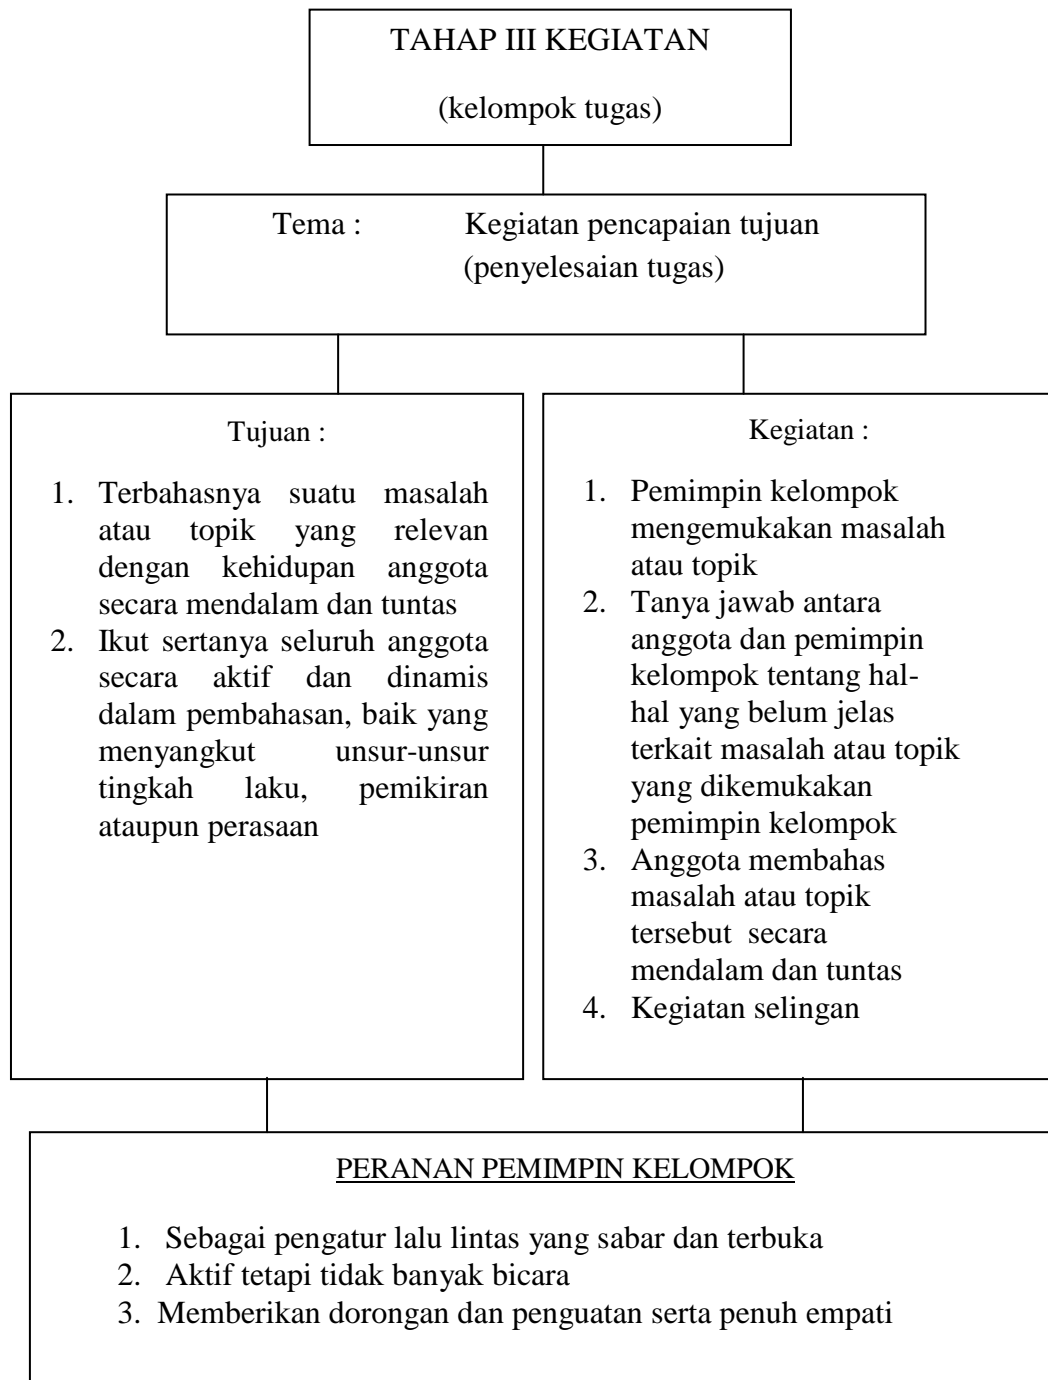 TAHAP III KEGIATAN
(kelompok tugas)
Tema : Kegiatan pencapaian tujuan
(penyelesaian tugas)
Tujuan :
1. Terbahasnya suatu masalah
atau topik yang relevan
dengan kehidupan anggota
secara mendalam dan tuntas
2. Ikut sertanya seluruh anggota
secara aktif dan dinamis
dalam pembahasan, baik yang
menyangkut unsur-unsur
tingkah laku, pemikiran
ataupun perasaan
Kegiatan :
1. Pemimpin kelompok
mengemukakan masalah
atau topik
2. Tanya jawab antara
anggota dan pemimpin
kelompok tentang hal-
hal yang belum jelas
terkait masalah atau topik
yang dikemukakan
pemimpin kelompok
3. Anggota membahas
masalah atau topik
tersebut secara
mendalam dan tuntas
4. Kegiatan selingan
PERANAN PEMIMPIN KELOMPOK
1. Sebagai pengatur lalu lintas yang sabar dan terbuka
2. Aktif tetapi tidak banyak bicara
3. Memberikan dorongan dan penguatan serta penuh empati